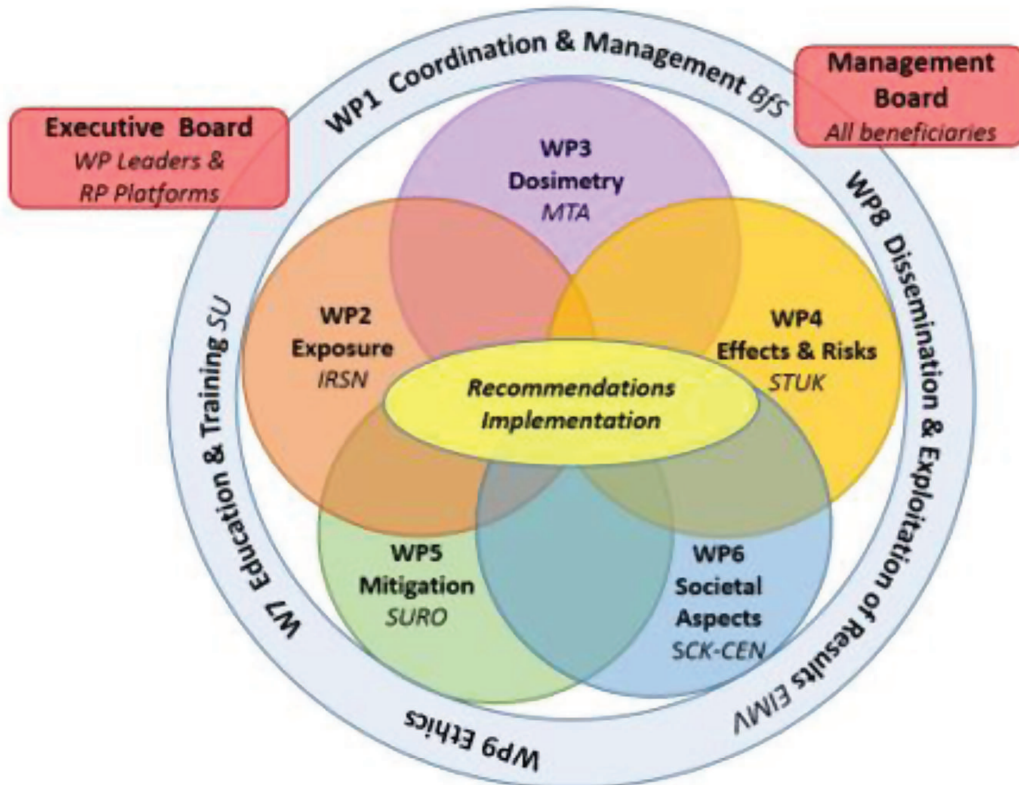 WP1 Coordination & Management BfS
Management
Board
All beneficiaries
Executive Board
WP Leaders &
RP Platforms
WP3
Dosimetry
MTA
WP2
Exposure
IRSN
WP4
Effects & Risks
STUK
Recommendations
Implementation
WP5
Mitigation
SURO
WP6
Societal
Aspects
SCK-CEN
W7 Education & Training SU
WP8 Dissemination & Exploitation of Results EIMV
WP9 Ethics